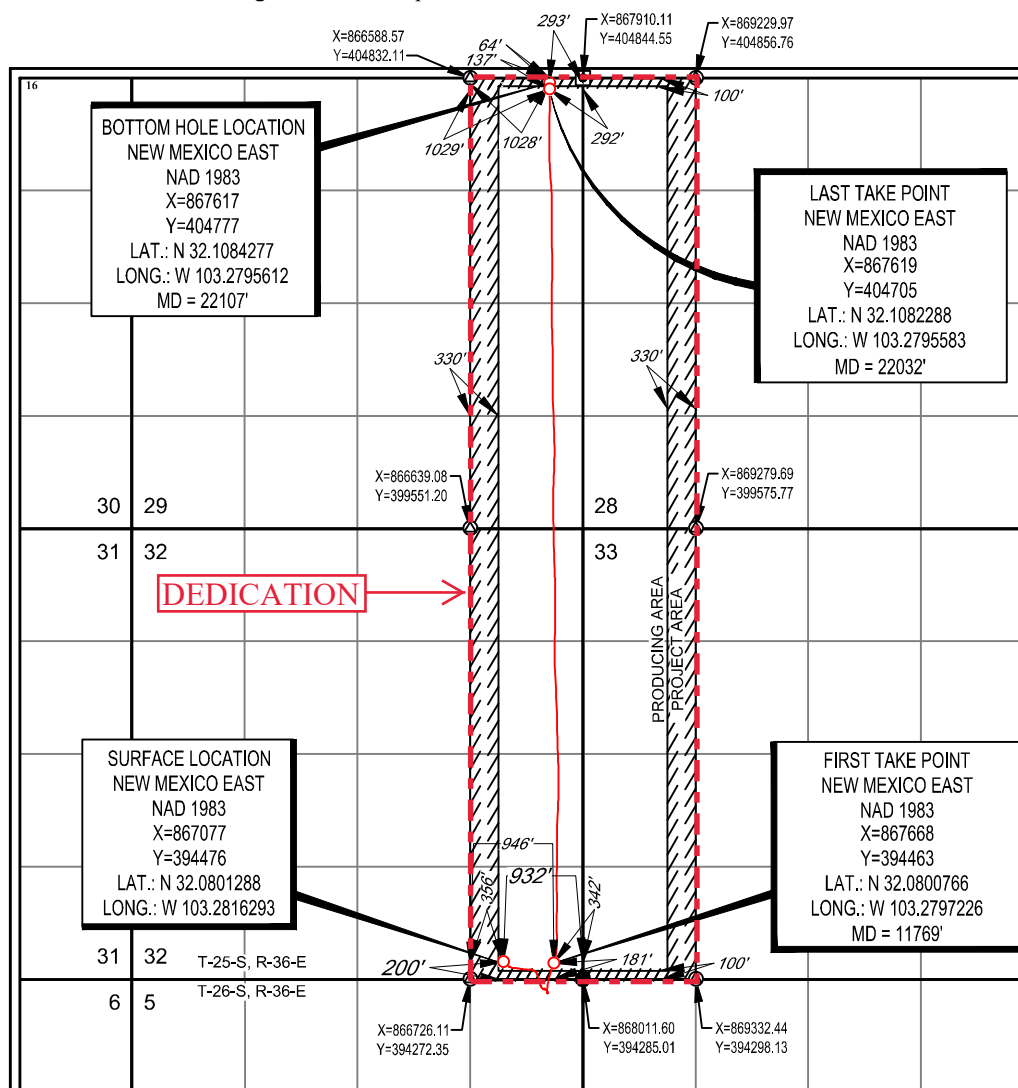 293'
X=867910.11
Y=404844.55
X=869229.97
Y=404856.76
X=866588.57
Y=404832.11
64'
137'
16
100'
1029'
1028'
292'
BOTTOM HOLE LOCATION
NEW MEXICO EAST
NAD 1983
X=867617
Y=404777
LAT.: N 32.1084277
LONG.: W 103.2795612
MD = 22107'
LAST TAKE POINT
NEW MEXICO EAST
NAD 1983
X=867619
Y=404705
LAT.: N 32.1082288
LONG.: W 103.2795583
MD = 22032'
330'
330'
X=866639.08
Y=399551.20
X=869279.69
Y=399575.77
30 29
28
31 32
33
DEDICATION
PRODUCING AREA
PROJECT AREA
SURFACE LOCATION
NEW MEXICO EAST
NAD 1983
X=867077
Y=394476
LAT.: N 32.0801288
LONG.: W 103.2816293
FIRST TAKE POINT
NEW MEXICO EAST
NAD 1983
X=867668
Y=394463
LAT.: N 32.0800766
LONG.: W 103.2797226
MD = 11769'
946'
932'
356'
342'
31 32
T-25-S, R-36-E
200'
181'
100'
6 5
T-26-S, R-36-E
X=866726.11
Y=394272.35
X=868011.60
Y=394285.01
X=869332.44
Y=394298.13